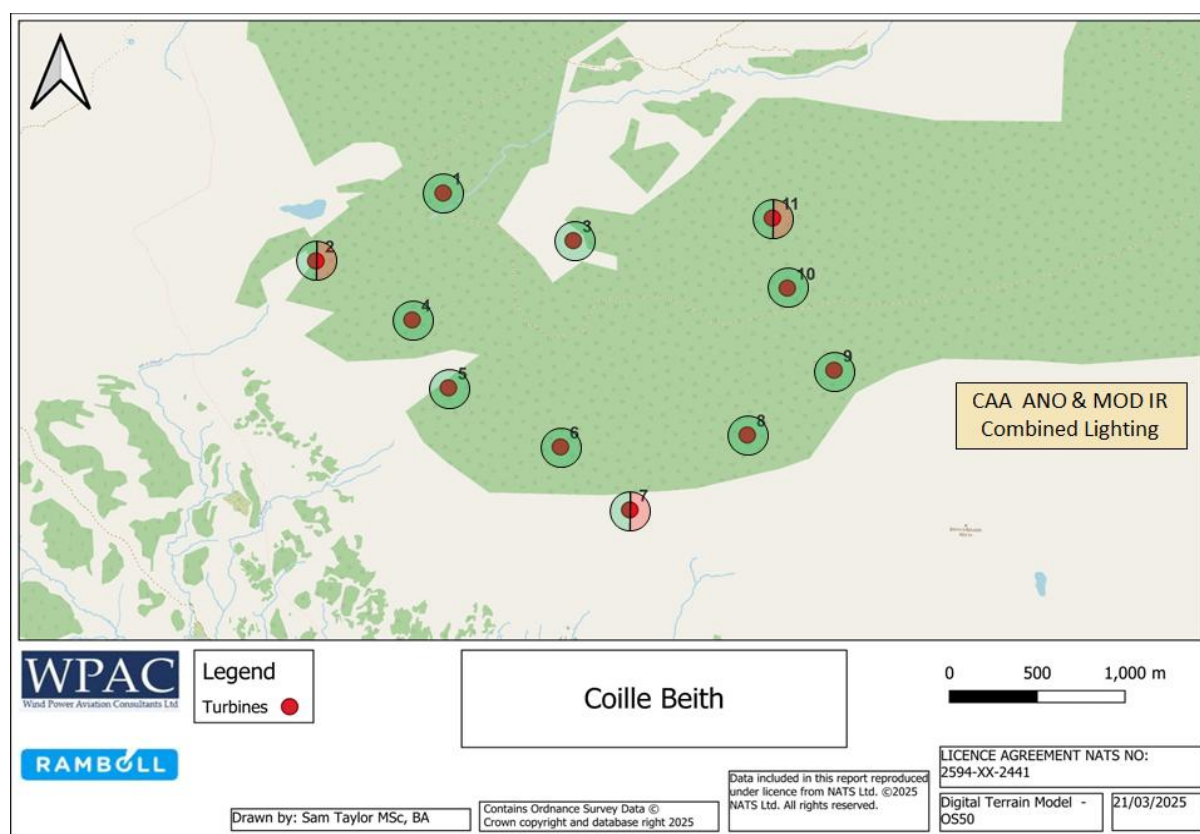 1
11
3
2
10
4
9
5
8
6
7
CAA ANO & MOD IR
Combined Lighting
WPAC
Wind Power Aviation Consultants Ltd
Legend
Turbines
Coille Beith
0 500 1,000 m
RAMBOLL
LICENCE AGREEMENT NATS NO:
2594-XX-2441
Data included in this report reproduced
under licence from NATS Ltd. ©2025
NATS Ltd. All rights reserved.
Digital Terrain Model -
OS50
21/03/2025
Drawn by: Sam Taylor MSc, BA
Contains Ordnance Survey Data ©
Crown copyright and database right 2025